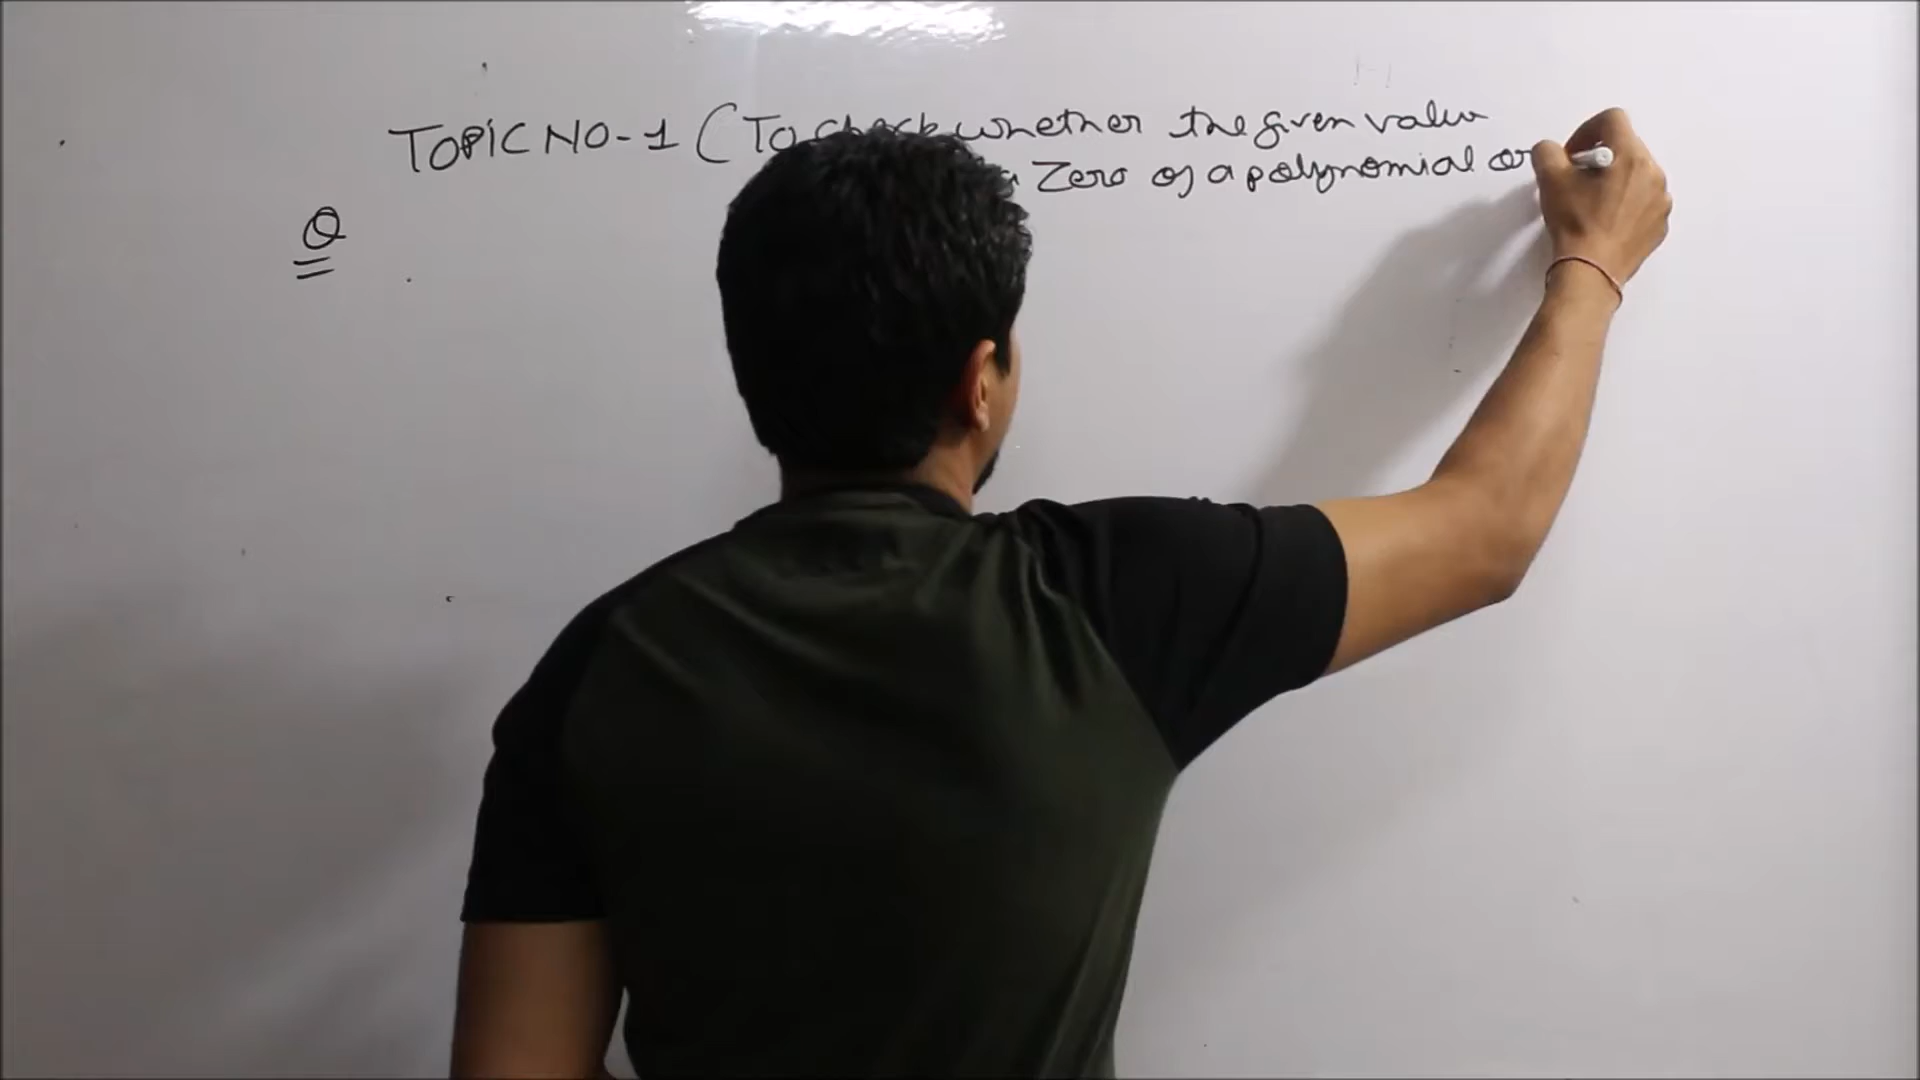 TOPIC NO-1 (To check whether the given value
a Zero of a polynomial or
Q